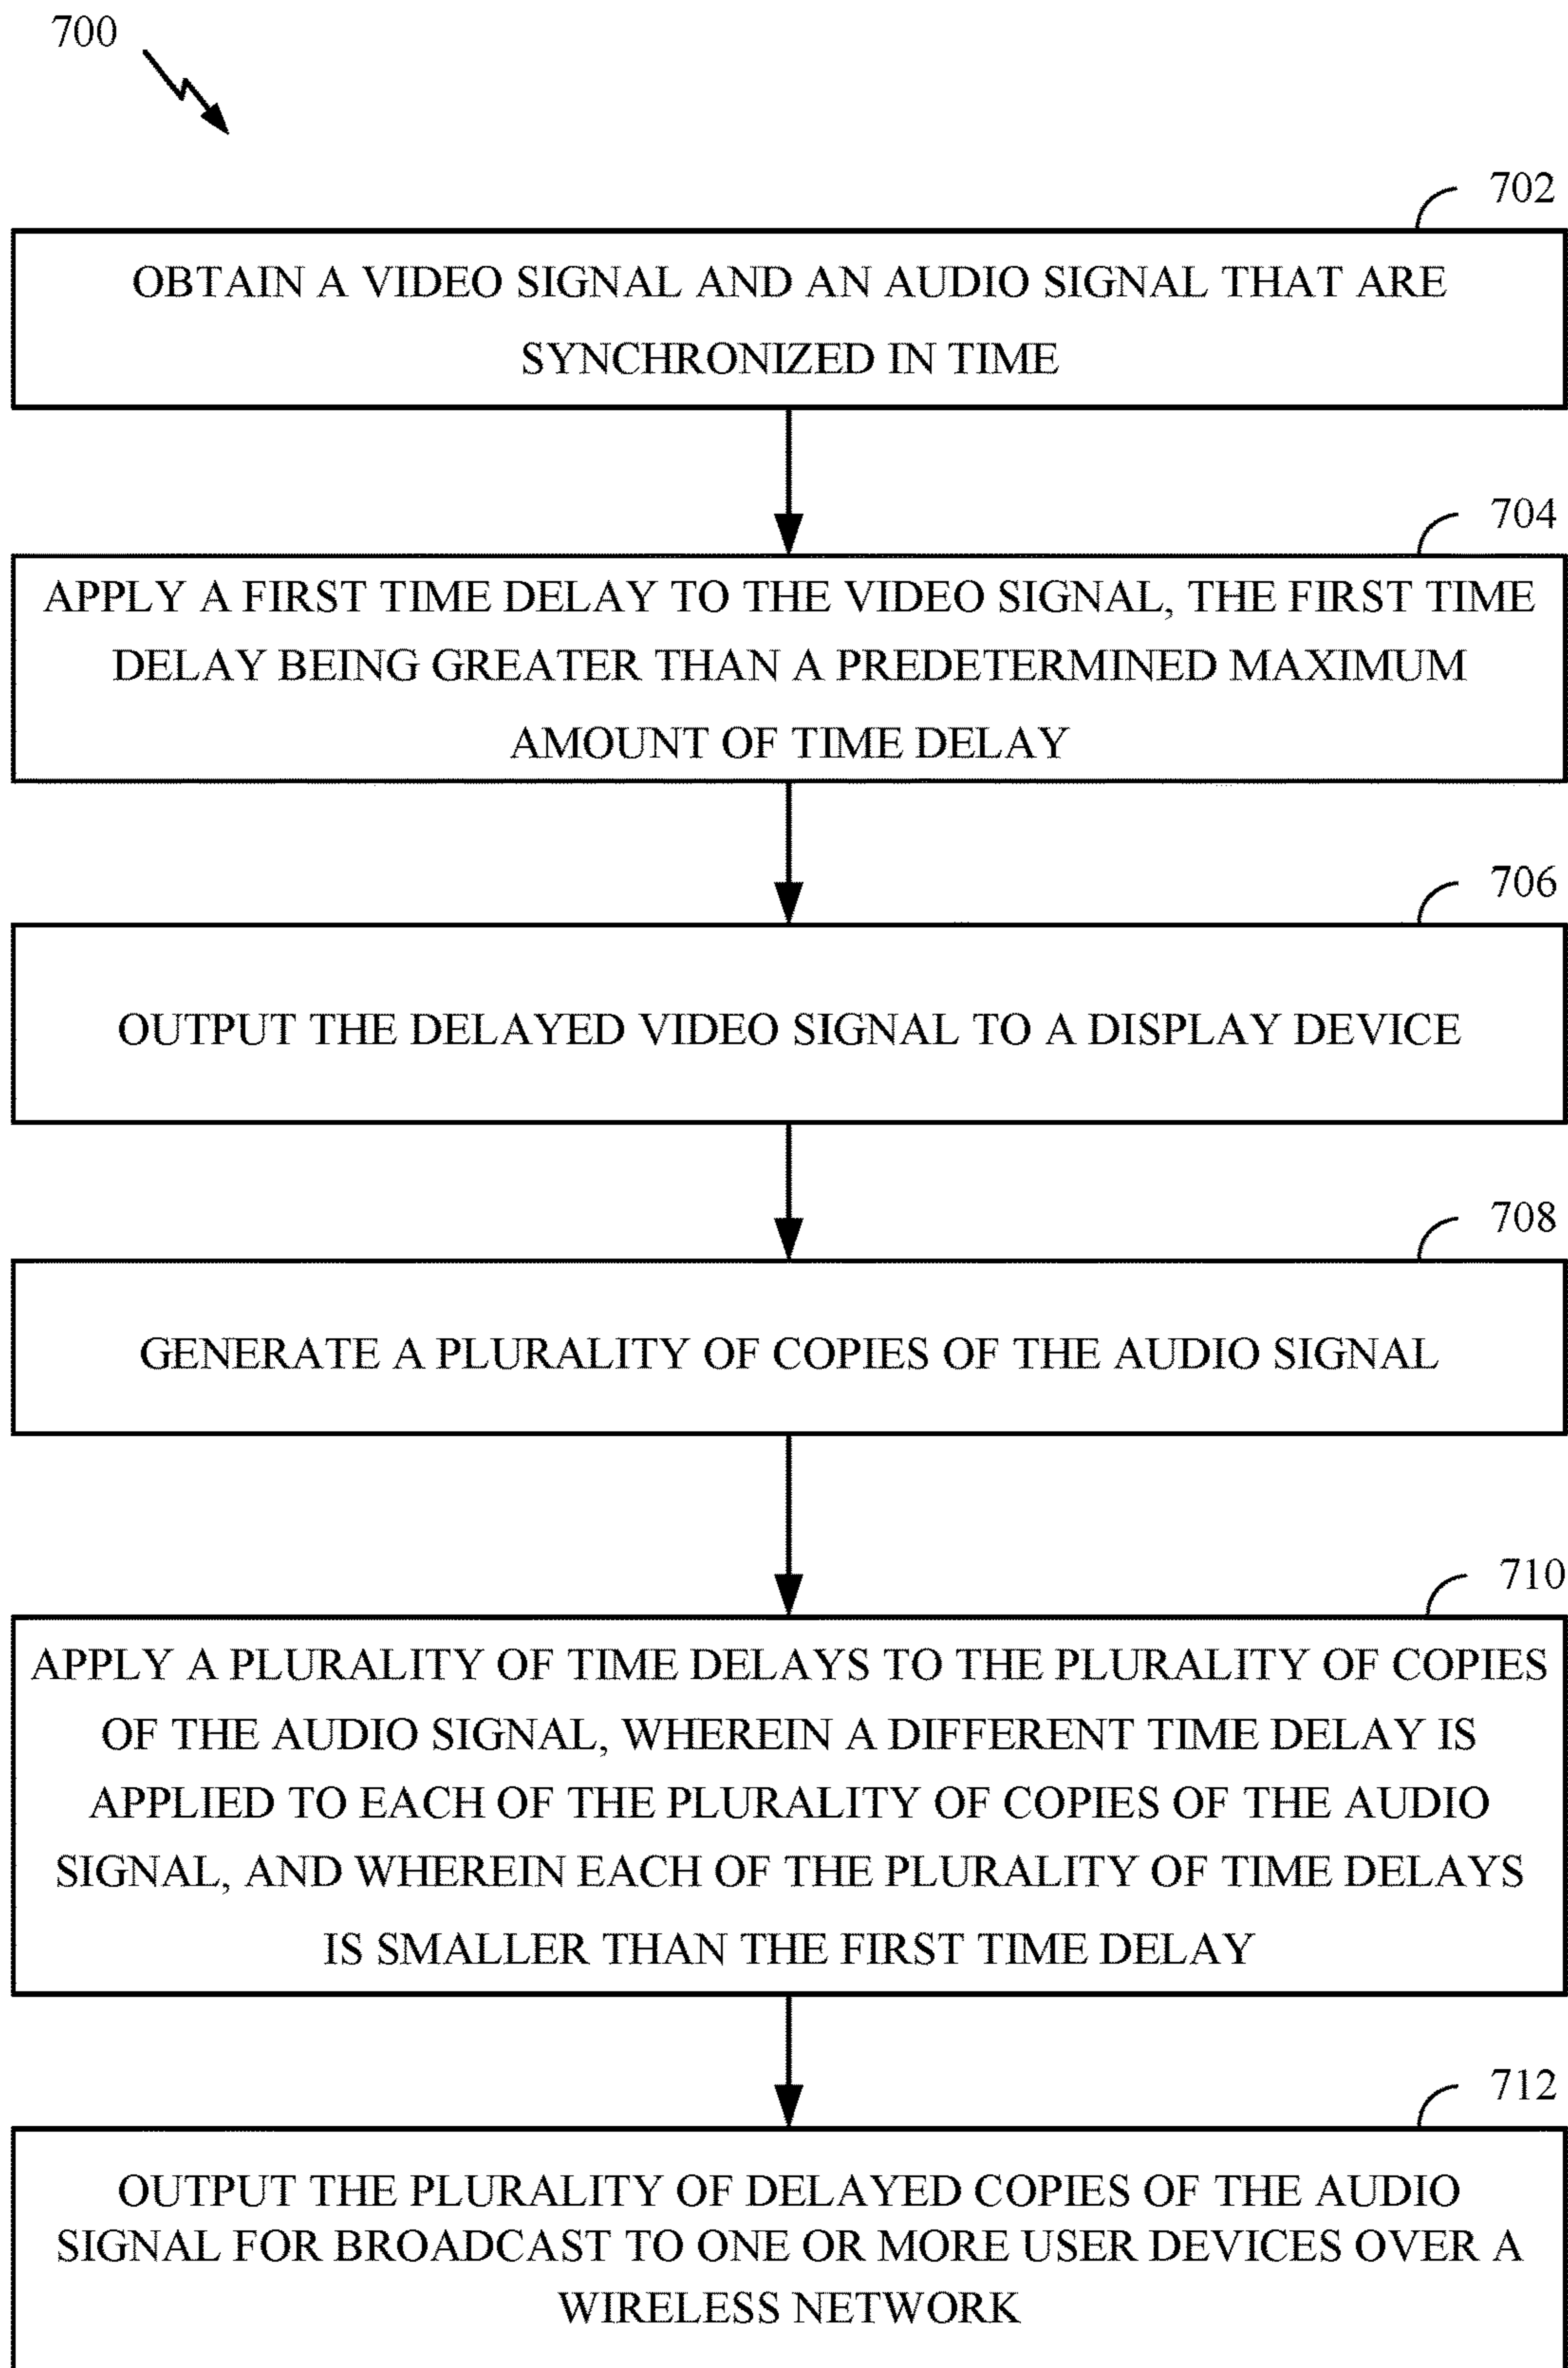 700
702
OBTAIN A VIDEO SIGNAL AND AN AUDIO SIGNAL THAT ARE
SYNCHRONIZED IN TIME
704
APPLY A FIRST TIME DELAY TO THE VIDEO SIGNAL, THE FIRST TIME
DELAY BEING GREATER THAN A PREDETERMINED MAXIMUM
AMOUNT OF TIME DELAY
706
OUTPUT THE DELAYED VIDEO SIGNAL TO A DISPLAY DEVICE
708
GENERATE A PLURALITY OF COPIES OF THE AUDIO SIGNAL
710
APPLY A PLURALITY OF TIME DELAYS TO THE PLURALITY OF COPIES
OF THE AUDIO SIGNAL, WHEREIN A DIFFERENT TIME DELAY IS
APPLIED TO EACH OF THE PLURALITY OF COPIES OF THE AUDIO
SIGNAL, AND WHEREIN EACH OF THE PLURALITY OF TIME DELAYS
IS SMALLER THAN THE FIRST TIME DELAY
712
OUTPUT THE PLURALITY OF DELAYED COPIES OF THE AUDIO
SIGNAL FOR BROADCAST TO ONE OR MORE USER DEVICES OVER A
WIRELESS NETWORK